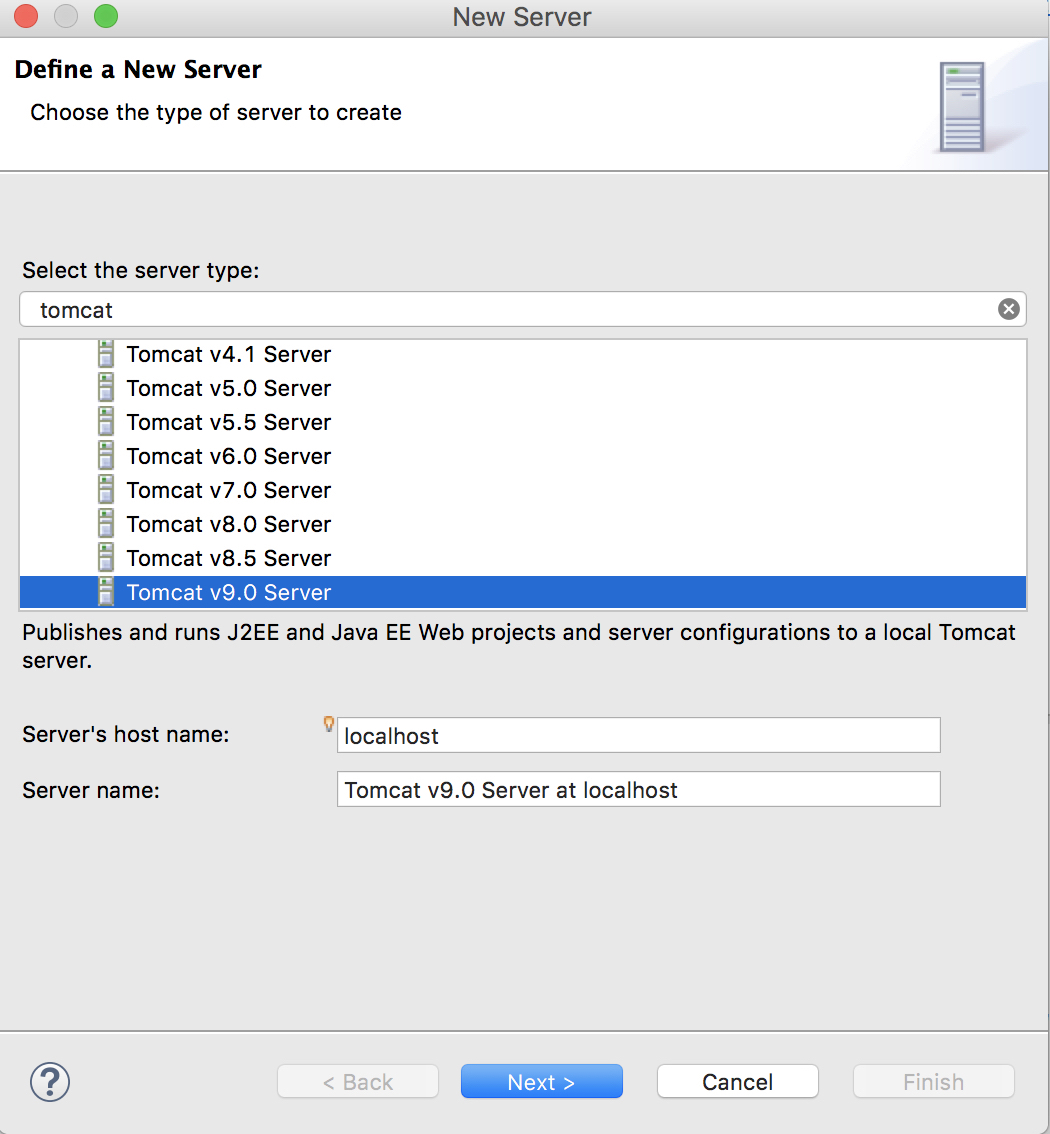 New Server
Define a New Server
Choose the type of server to create
Select the server type:
tomcat
Tomcat v4.1 Server
Tomcat v5.0 Server
Tomcat v5.5 Server
Tomcat v6.0 Server
Tomcat v7.0 Server
Tomcat v8.0 Server
Tomcat v8.5 Server
Tomcat v9.0 Server
Publishes and runs J2EE and Java EE Web projects and server configurations to a local Tomcat
server.
Server's host name: localhost
Server name: Tomcat v9.0 Server at localhost
? < Back Next > Cancel Finish